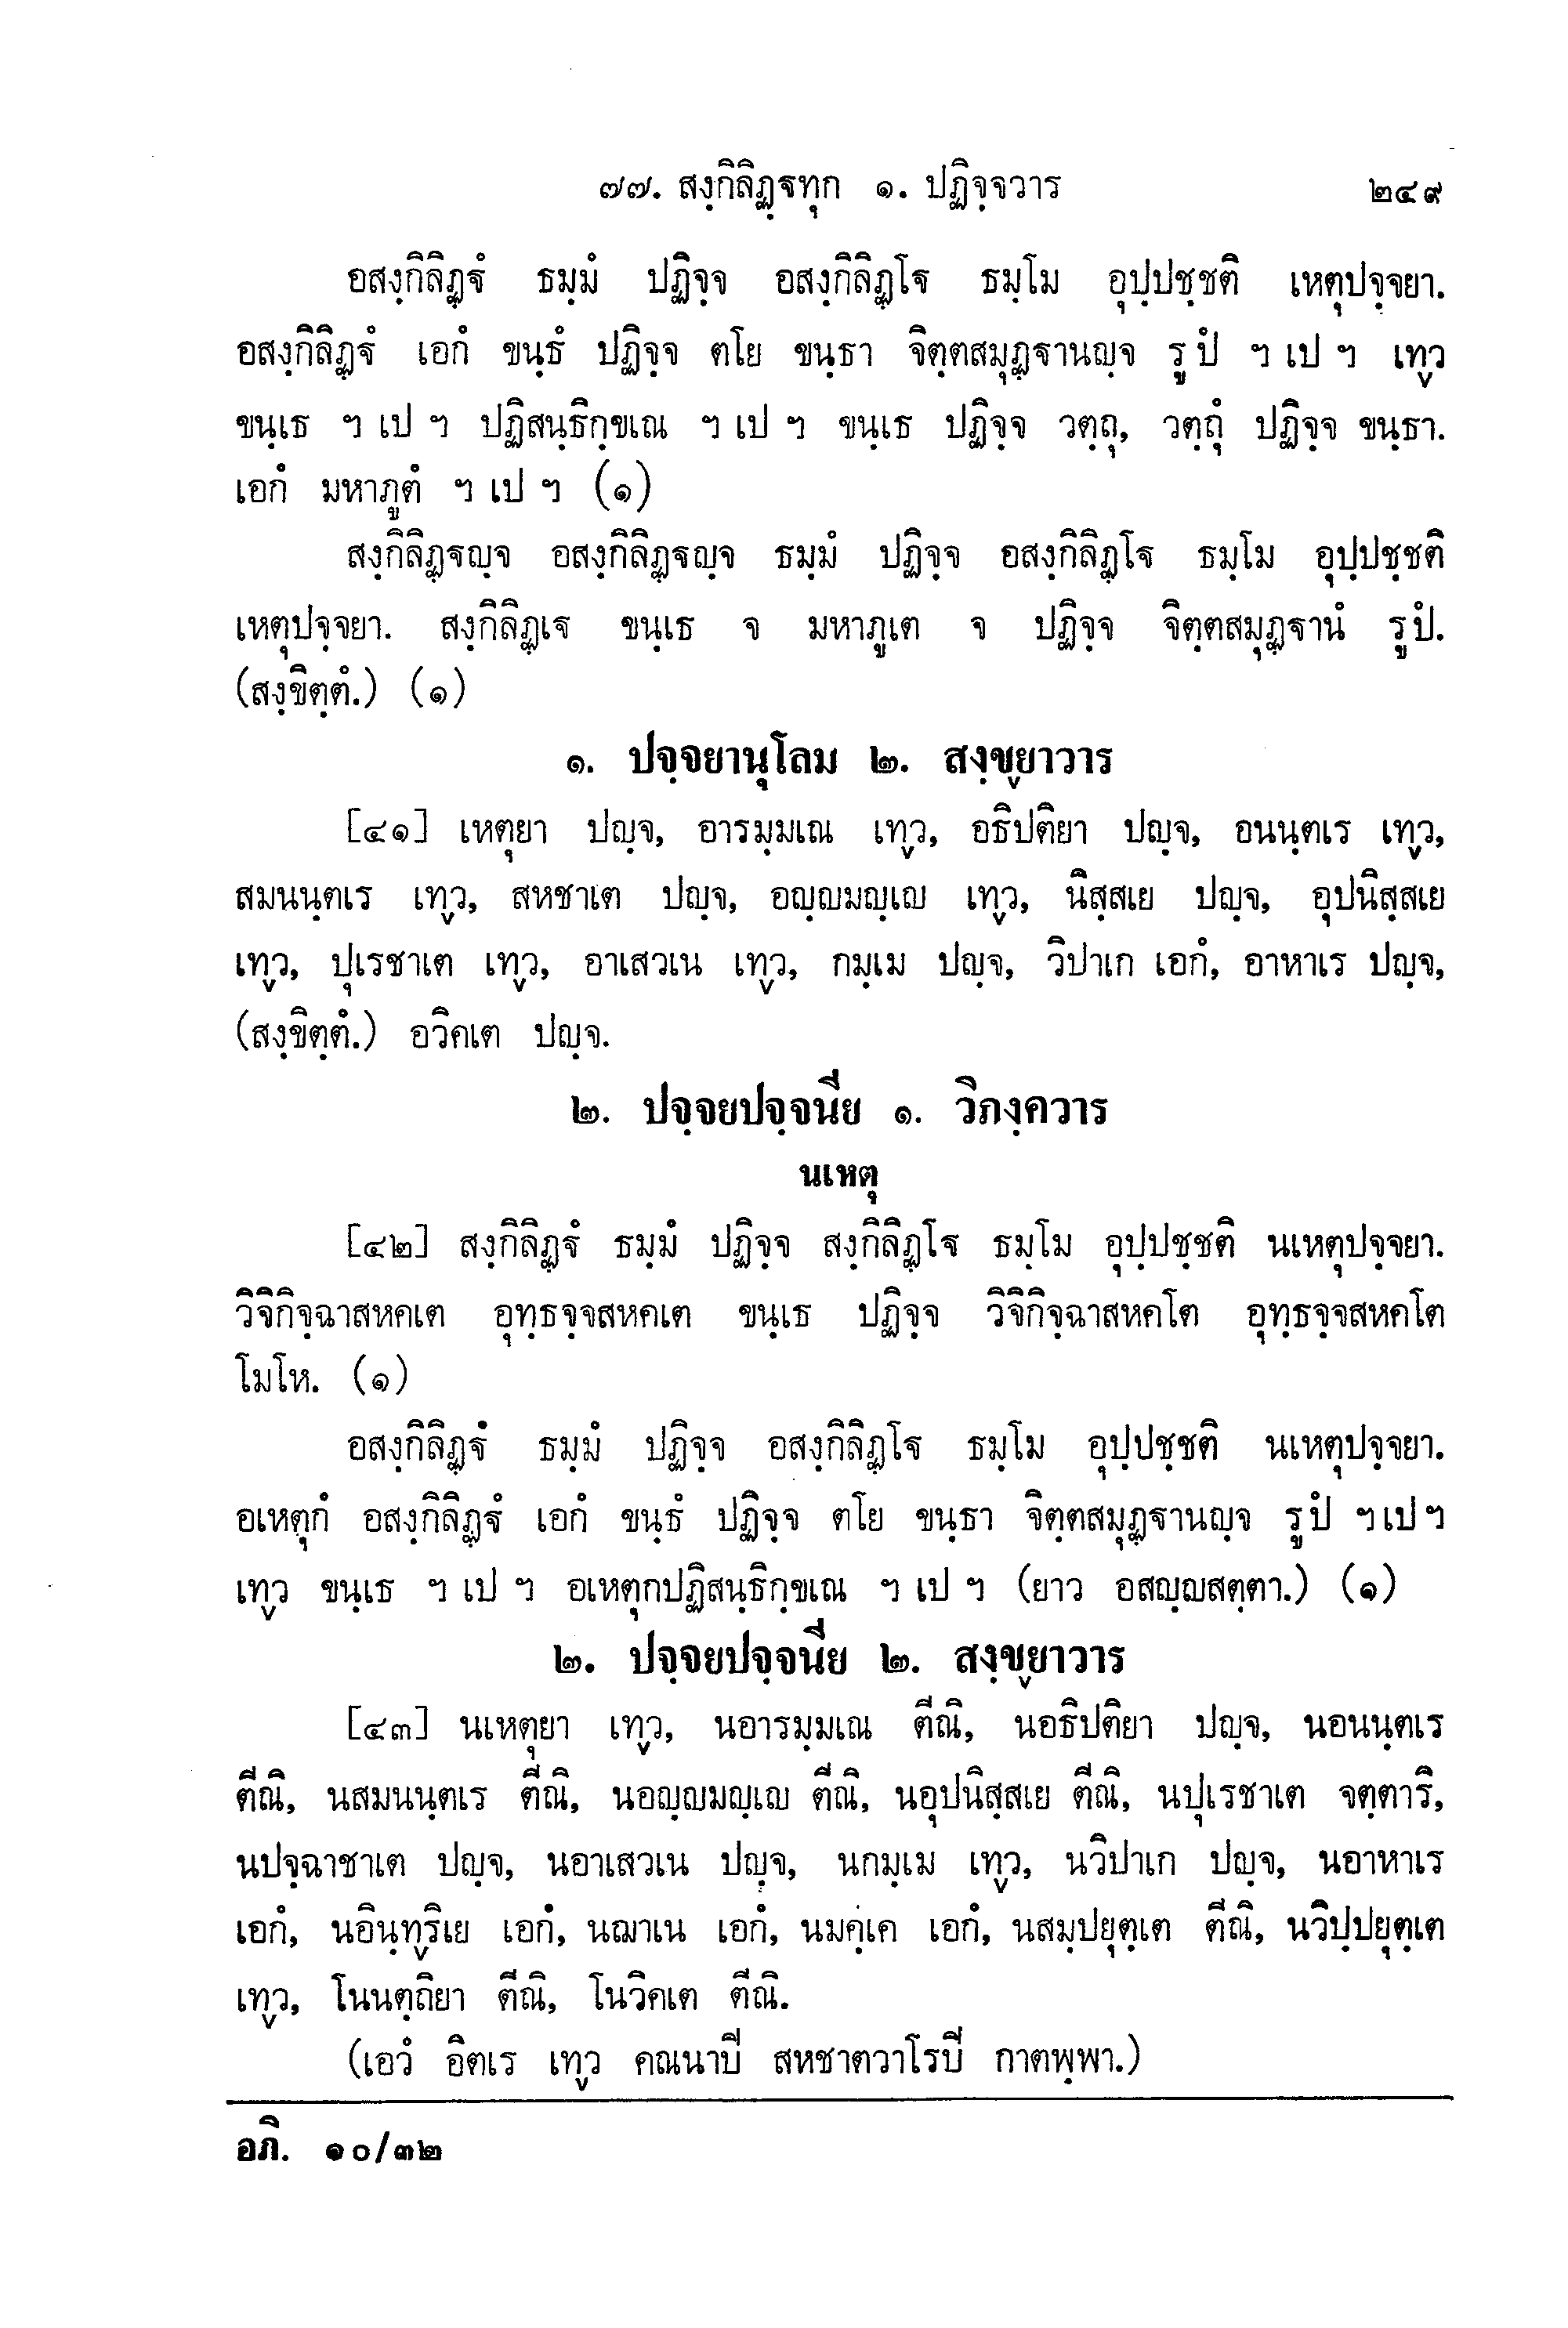 ๗๗. สงฺกิลิฏฺฐทุก ๑. ปฏิจฺจวาร ๒๔๙
อสงฺกิลิฏฺฐํ ธมฺมํ ปฏิจฺจ อสงฺกิลิฏฺโฐ ธมฺโม อุปฺปชฺชติ เหตุปจฺจยา.
อสงฺกิลิฏฺฐํ เอกํ ขนฺธํ ปฏิจฺจ ตโย ขนฺธา จิตฺตสมุฏฺฐานญฺจ รูปํ ฯ เป ฯ เทฺว
ขนฺเธ ฯ เป ฯ ปฏิสนฺธิกฺขเณ ฯ เป ฯ ขนฺเธ ปฏิจฺจ วตฺถุ, วตฺถุํ ปฏิจฺจ ขนฺธา.
เอกํ มหาภูตํ ฯ เป ฯ (๑)
สงฺกิลิฏฺฐญฺจ อสงฺกิลิฏฺฐญฺจ ธมฺมํ ปฏิจฺจ อสงฺกิลิฏฺโฐ ธมฺโม อุปฺปชฺชติ
เหตุปจฺจยา. สงฺกิลิฏฺเฐ ขนฺเธ จ มหาภูเต จ ปฏิจฺจ จิตฺตสมุฏฺฐานํ รูปํ.
(สงฺขิตฺตํ.) (๑)
๑. ปจฺจยานุโลม ๒. สงฺขฺยาวาร
[๔๑] เหตุยา ปญฺจ, อารมฺมเณ เทฺว, อธิปติยา ปญฺจ, อนนฺตเร เทฺว,
สมนนฺตเร เทฺว, สหชาเต ปญฺจ, อญฺญมญฺเญ เทฺว, นิสฺสเย ปญฺจ, อุปนิสฺสเย
เทฺว, ปุเรชาเต เทฺว, อาเสวเน เทฺว, กมฺเม ปญฺจ, วิปาเก เอกํ, อาหาเร ปญฺจ,
(สงฺขิตฺตํ.) อวิคเต ปญฺจ.
๒. ปจฺจยปจฺจนีย ๑. วิภงฺควาร
นเหตุ
[๔๒] สงฺกิลิฏฺฐํ ธมฺมํ ปฏิจฺจ สงฺกิลิฏฺโฐ ธมฺโม อุปฺปชฺชติ นเหตุปจฺจยา.
วิจิกิจฺฉาสหคเต อุทฺธจฺจสหคเต ขนฺเธ ปฏิจฺจ วิจิกิจฺฉาสหคโต อุทฺธจฺจสหคโต
โมโห. (๑)
อสงฺกิลิฏฺฐํ ธมฺมํ ปฏิจฺจ อสงฺกิลิฏฺโฐ ธมฺโม อุปฺปชฺชติ นเหตุปจฺจยา.
อเหตุกํ อสงฺกิลิฏฺฐํ เอกํ ขนฺธํ ปฏิจฺจ ตโย ขนฺธา จิตฺตสมุฏฺฐานญฺจ รูปํ ฯ เป ฯ
เทฺว ขนฺเธ ฯ เป ฯ อเหตุกปฏิสนฺธิกฺขเณ ฯ เป ฯ (ยาว อสญฺญสตฺตา.) (๑)
๒. ปจฺจยปจฺจนีย ๒. สงฺขฺยาวาร
[๔๓] นเหตุยา เทฺว, นอารมฺมเณ ตีณิ, นอธิปติยา ปญฺจ, นอนนฺตเร
ตีณิ, นสมนนฺตเร ตีณิ, นอญฺญมญฺเญ ตีณิ, นอุปนิสฺสเย ตีณิ, นปุเรชาเต จตฺตาริ,
นปจฺฉาชาเต ปญฺจ, นอาเสวเน ปญฺจ, นกมฺเม เทฺว, นวิปาเก ปญฺจ, นอาหาเร
เอกํ, นอินฺทฺริเย เอกํ, นฌาเน เอกํ, นมคฺเค เอกํ, นสมฺปยุตฺเต ตีณิ, นวิปฺปยุตฺเต
เทฺว, โนนตฺถิยา ตีณิ, โนวิคเต ตีณิ.
(เอวํ อิตเร เทฺว คณนาปี สหชาตวาโรปี กาตพฺพา.)
อภิ. ๑๐/๓๒